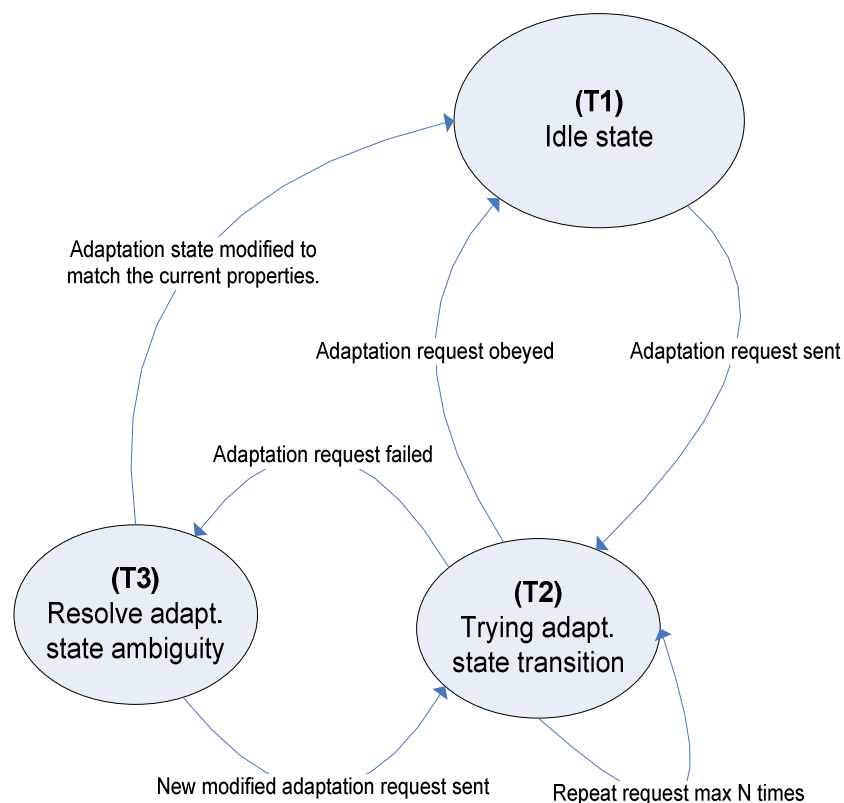 (T1)
Idle state
Adaptation state modified to
match the current properties.
Adaptation request obeyed
Adaptation request sent
Adaptation request failed
(T3)
Resolve adapt.
state ambiguity
(T2)
Trying adapt.
state transition
New modified adaptation request sent
Repeat request max N times